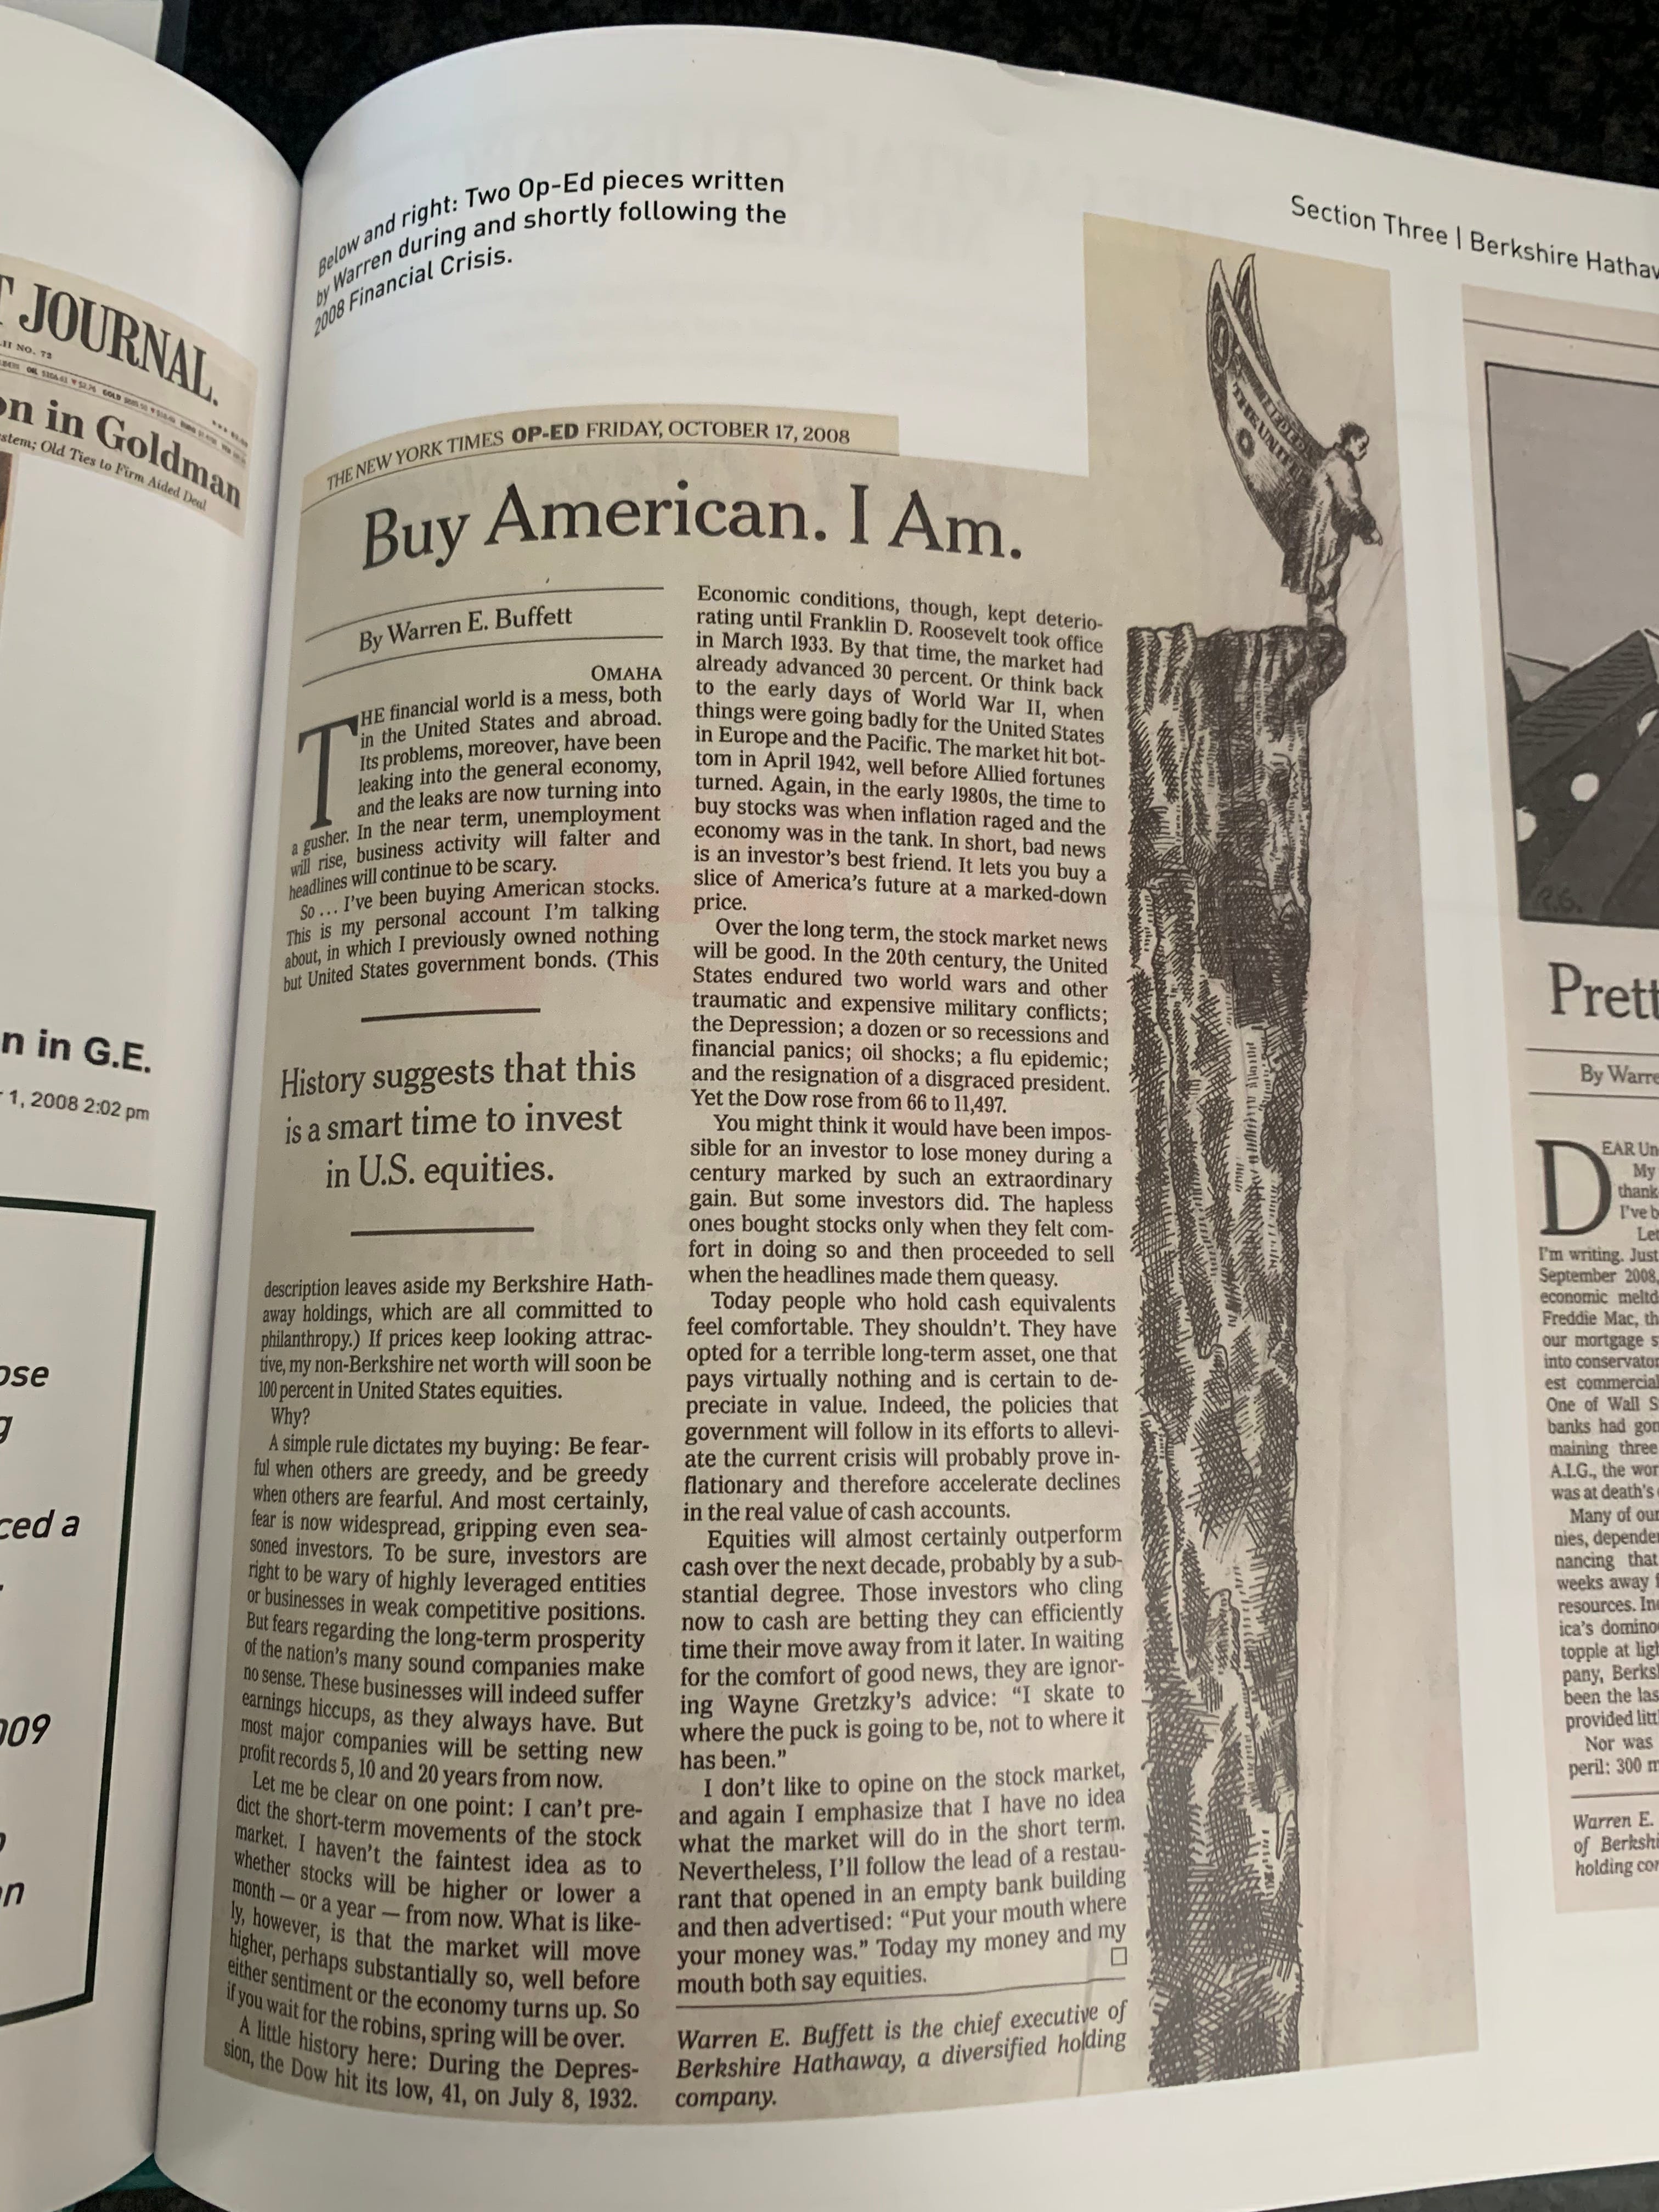 T JOURNAL.
on in Goldman
stem; Old Ties to Firm Aided Deal
n in G.E.
1, 2008 2:02 pm
ose
g
ced a
009
n
Below and right: Two Op-Ed pieces written
by Warren during and shortly following the
2008 Financial Crisis.
Section Three | Berkshire Hathaw
THE NEW YORK TIMES OP-ED FRIDAY, OCTOBER 17, 2008
Buy American. I Am.
By Warren E. Buffett
OMAHA
THE financial world is a mess, both
in the United States and abroad.
Its problems, moreover, have been
leaking into the general economy,
and the leaks are now turning into
a gusher. In the near term, unemployment
will rise, business activity will falter and
headlines will continue to be scary.
So ... I've been buying American stocks.
This is my personal account I'm talking
about, in which I previously owned nothing
but United States government bonds. (This
History suggests that this
is a smart time to invest
in U.S. equities.
description leaves aside my Berkshire Hath-
away holdings, which are all committed to
philanthropy.) If prices keep looking attrac-
tive, my non-Berkshire net worth will soon be
100 percent in United States equities.
Why?
A simple rule dictates my buying: Be fear-
ful when others are greedy, and be greedy
when others are fearful. And most certainly,
fear is now widespread, gripping even sea-
soned investors. To be sure, investors are
right to be wary of highly leveraged entities
or businesses in weak competitive positions.
But fears regarding the long-term prosperity
of the nation's many sound companies make
no sense. These businesses will indeed suffer
earnings hiccups, as they always have. But
most major companies will be setting new
profit records 5, 10 and 20 years from now.
Let me be clear on one point: I can't pre-
dict the short-term movements of the stock
market. I haven't the faintest idea as to
whether stocks will be higher or lower a
month — or a year — from now. What is like-
ly, however, is that the market will move
higher, perhaps substantially so, well before
either sentiment or the economy turns up. So
if you wait for the robins, spring will be over.
A little history here: During the Depres-
sion, the Dow hit its low, 41, on July 8, 1932.
Economic conditions, though, kept deterio-
rating until Franklin D. Roosevelt took office
in March 1933. By that time, the market had
already advanced 30 percent. Or think back
to the early days of World War II, when
things were going badly for the United States
in Europe and the Pacific. The market hit bot-
tom in April 1942, well before Allied fortunes
turned. Again, in the early 1980s, the time to
buy stocks was when inflation raged and the
economy was in the tank. In short, bad news
is an investor's best friend. It lets you buy a
slice of America's future at a marked-down
price.
Over the long term, the stock market news
will be good. In the 20th century, the United
States endured two world wars and other
traumatic and expensive military conflicts;
the Depression; a dozen or so recessions and
financial panics; oil shocks; a flu epidemic;
and the resignation of a disgraced president.
Yet the Dow rose from 66 to 11,497.
You might think it would have been impos-
sible for an investor to lose money during a
century marked by such an extraordinary
gain. But some investors did. The hapless
ones bought stocks only when they felt com-
fort in doing so and then proceeded to sell
when the headlines made them queasy.
Today people who hold cash equivalents
feel comfortable. They shouldn't. They have
opted for a terrible long-term asset, one that
pays virtually nothing and is certain to de-
preciate in value. Indeed, the policies that
government will follow in its efforts to allevi-
ate the current crisis will probably prove in-
flationary and therefore accelerate declines
in the real value of cash accounts.
Equities will almost certainly outperform
cash over the next decade, probably by a sub-
stantial degree. Those investors who cling
now to cash are betting they can efficiently
time their move away from it later. In waiting
for the comfort of good news, they are ignor-
ing Wayne Gretzky's advice: "I skate to
where the puck is going to be, not to where it
has been."
I don't like to opine on the stock market,
and again I emphasize that I have no idea
what the market will do in the short term.
Nevertheless, I'll follow the lead of a restau-
rant that opened in an empty bank building
and then advertised: "Put your mouth where
your money was." Today my money and my
mouth both say equities.
Warren E. Buffett is the chief executive of
Berkshire Hathaway, a diversified holding
company.
R.G.
Prett
By Warre
DEAR Un
My
thank
I've b
Let
I'm writing. Just
September 2008,
economic meltd
Freddie Mac, th
our mortgage s
into conservator
est commercial
One of Wall S
banks had gon
maining three
A.I.G., the wor
was at death's
Many of our
nies, depender
nancing that
weeks away f
resources. Ind
ica's domino
topple at ligh
pany, Berks
been the las
provided littl
Nor was
peril: 300 m
Warren E.
of Berkshi
holding cor